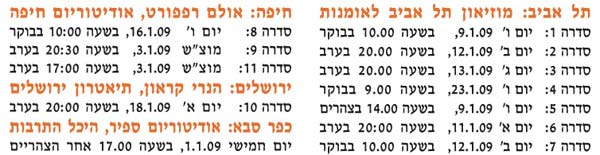 תל אביב: מוזיאון תל אביב לאומנות
סדרה 1: יום ו' 9.1.09, בשעה 10.00 בבוקר
סדרה 2: יום ב' 12.1.09, בשעה 20.00 בערב
סדרה 3: יום ג' 13.1.09, בשעה 20.00 בערב
סדרה 4: יום ו' 23.1.09, בשעה 9.00 בבוקר
סדרה 5: יום ו' 9.1.09, בשעה 14.00 בצהרים
סדרה 6: יום א' 11.1.09, בשעה 20:00 בערב
סדרה 7: יום ב' 12.1.09, בשעה 10.00 בבוקר
חיפה: אולם רפפורט, אודיטוריום חיפה
סדרה 8: יום ו' 16.1.09, בשעה 10:00 בבוקר
סדרה 9: מוצ"ש 3.1.09, בשעה 20:30 בערב
סדרה 11: מוצ"ש 3.1.09, בשעה 17:00 בערב
ירושלים: הנרי קראון, תיאטרון ירושלים
סדרה 10: יום א' 18.1.09, בשעה 20:00 בערב
כפר סבא: אודיטוריום ספיר, היכל התרבות
יום חמישי 1.1.09, בשעה 17.00 אחר הצהריים